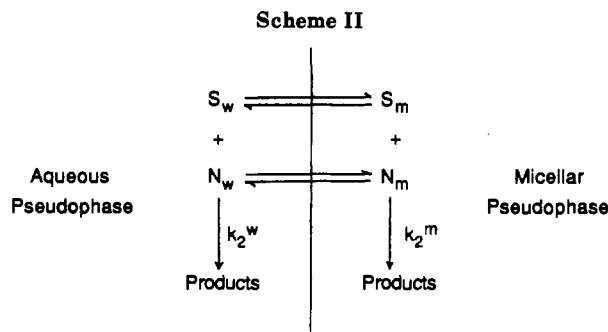 Scheme II
S_w S_m
+ +
Aqueous Pseudophase N_w N_m Micellar Pseudophase
k_2^w k_2^m
Products Products